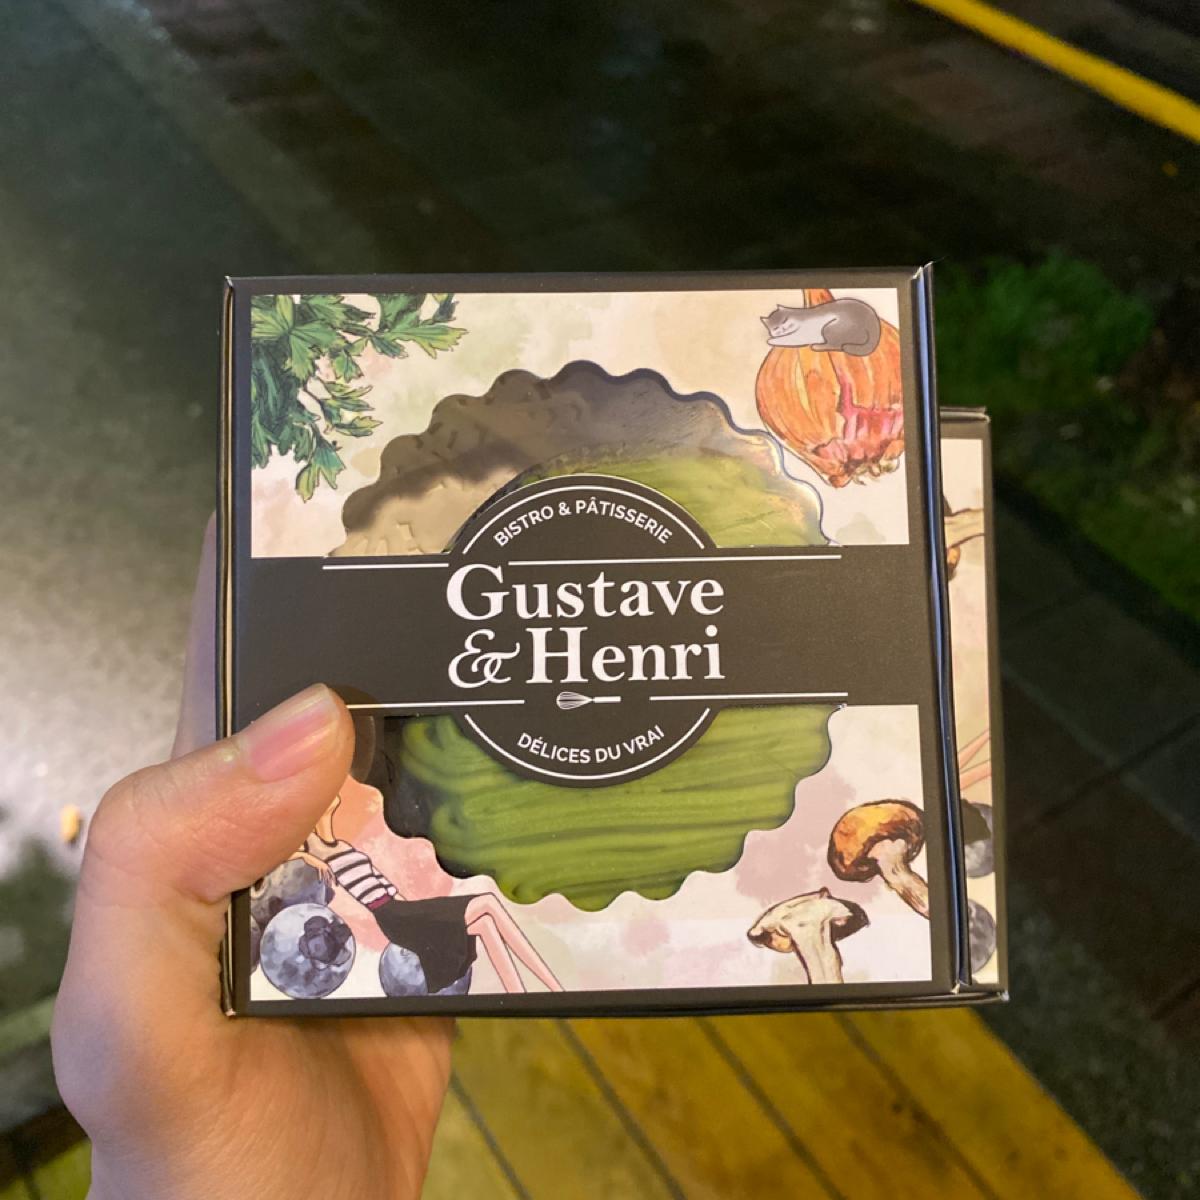 BISTRO & PÂTISSERIE
Gustave
& Henri
DÉLICES DU VRAI